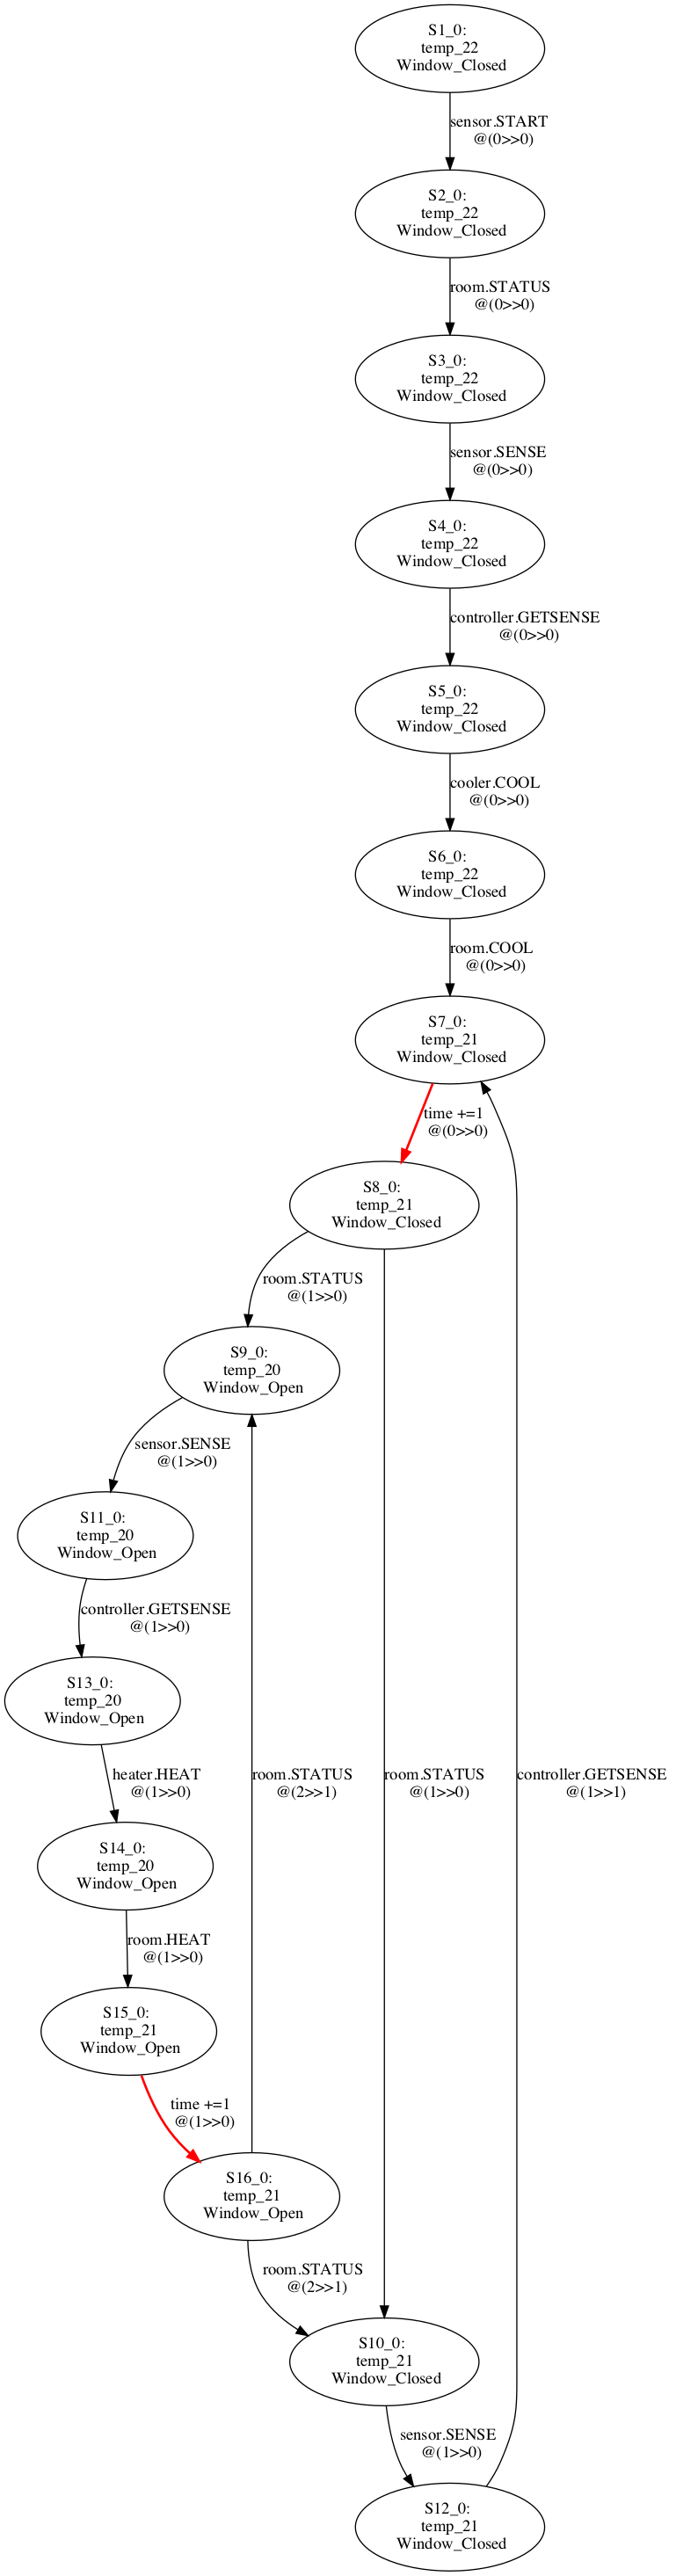 S1_0:
temp_22
Window_Closed
sensor.START
@(0>>0)
S2_0:
temp_22
Window_Closed
room.STATUS
@(0>>0)
S3_0:
temp_22
Window_Closed
sensor.SENSE
@(0>>0)
S4_0:
temp_22
Window_Closed
controller.GETSENSE
@(0>>0)
S5_0:
temp_22
Window_Closed
cooler.COOL
@(0>>0)
S6_0:
temp_22
Window_Closed
room.COOL
@(0>>0)
S7_0:
temp_21
Window_Closed
time +=1
@(0>>0)
S8_0:
temp_21
Window_Closed
room.STATUS
@(1>>0)
S9_0:
temp_20
Window_Open
sensor.SENSE
@(1>>0)
S11_0:
temp_20
Window_Open
controller.GETSENSE
@(1>>0)
S13_0:
temp_20
Window_Open
heater.HEAT
@(1>>0)
room.STATUS
@(2>>1)
room.STATUS
@(1>>0)
controller.GETSENSE
@(1>>1)
S14_0:
temp_20
Window_Open
room.HEAT
@(1>>0)
S15_0:
temp_21
Window_Open
time +=1
@(1>>0)
S16_0:
temp_21
Window_Open
room.STATUS
@(2>>1)
S10_0:
temp_21
Window_Closed
sensor.SENSE
@(1>>0)
S12_0:
temp_21
Window_Closed